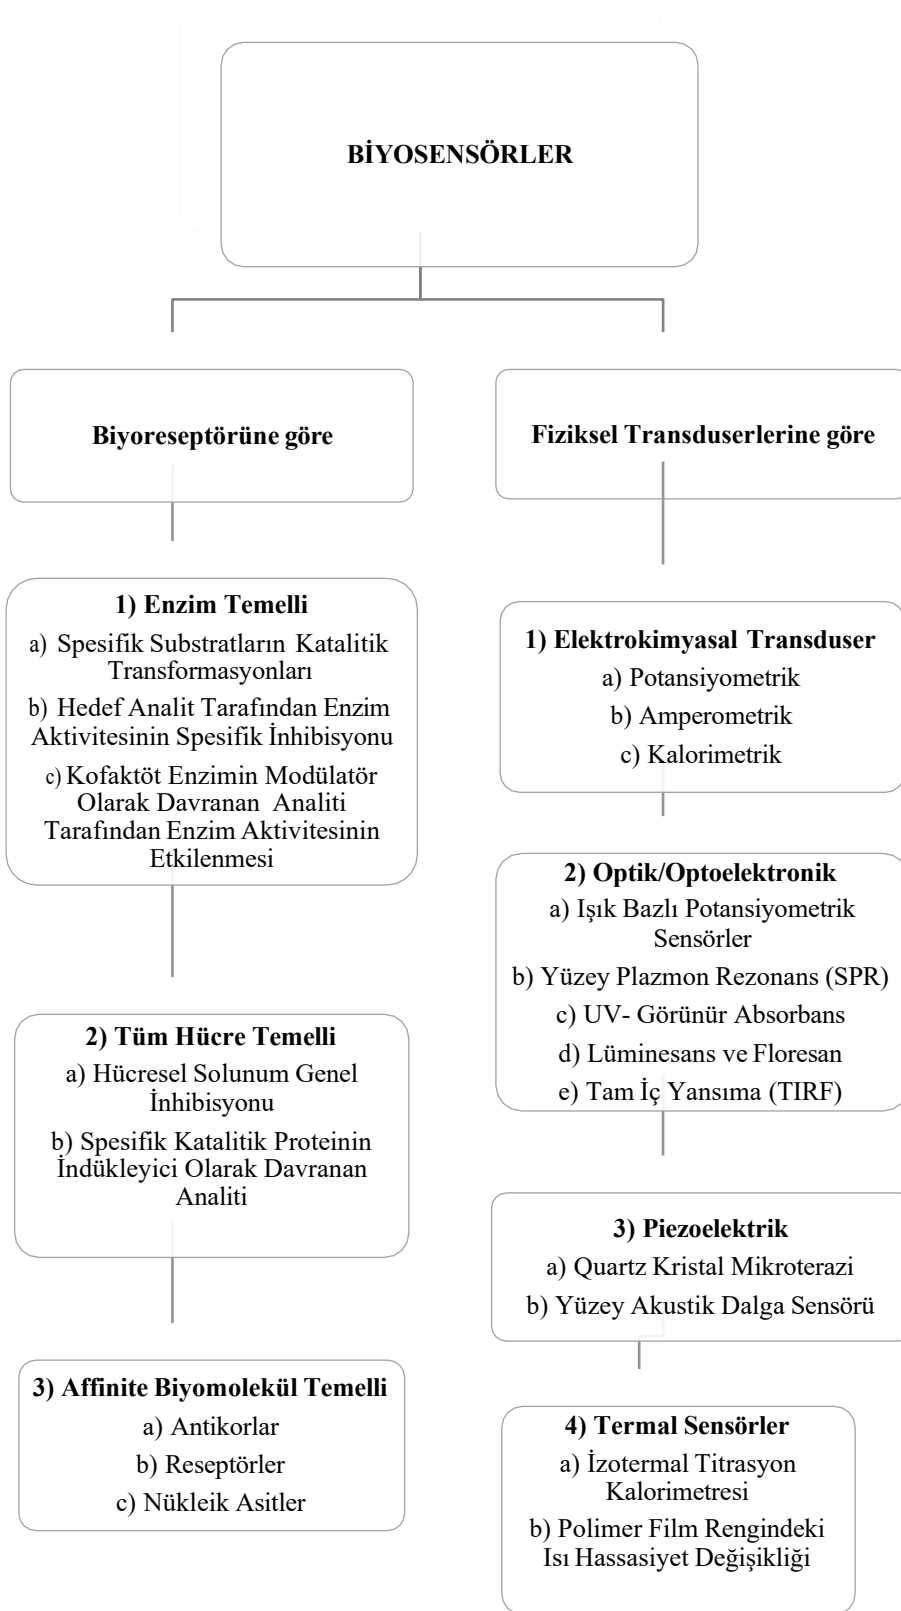 BİYOSENSÖRLER
Biyoreseptörüne göre
1) Enzim Temelli
a) Spesifik Substratların Katalitik
Transformasyonları
b) Hedef Analit Tarafından Enzim
Aktivitesinin Spesifik İnhibisyonu
c) Kofaktöt Enzimin Modülatör
Olarak Davranan Analiti
Tarafından Enzim Aktivitesinin
Etkilenmesi
2) Tüm Hücre Temelli
a) Hücresel Solunum Genel
İnhibisyonu
b) Spesifik Katalitik Proteinin
İndükleyici Olarak Davranan
Analiti
3) Affinite Biyomolekül Temelli
a) Antikorlar
b) Reseptörler
c) Nükleik Asitler
Fiziksel Transduserlerine göre
1) Elektrokimyasal Transduser
a) Potansiyometrik
b) Amperometrik
c) Kalorimetrik
2) Optik/Optoelektronik
a) Işık Bazlı Potansiyometrik
Sensörler
b) Yüzey Plazmon Rezonans (SPR)
c) UV- Görünür Absorbans
d) Lüminesans ve Floresan
e) Tam İç Yansıma (TIRF)
3) Piezoelektrik
a) Quartz Kristal Mikroterazi
b) Yüzey Akustik Dalga Sensörü
4) Termal Sensörler
a) İzotermal Titrasyon
Kalorimetresi
b) Polimer Film Rengindeki
Isı Hassasiyet Değişikliği